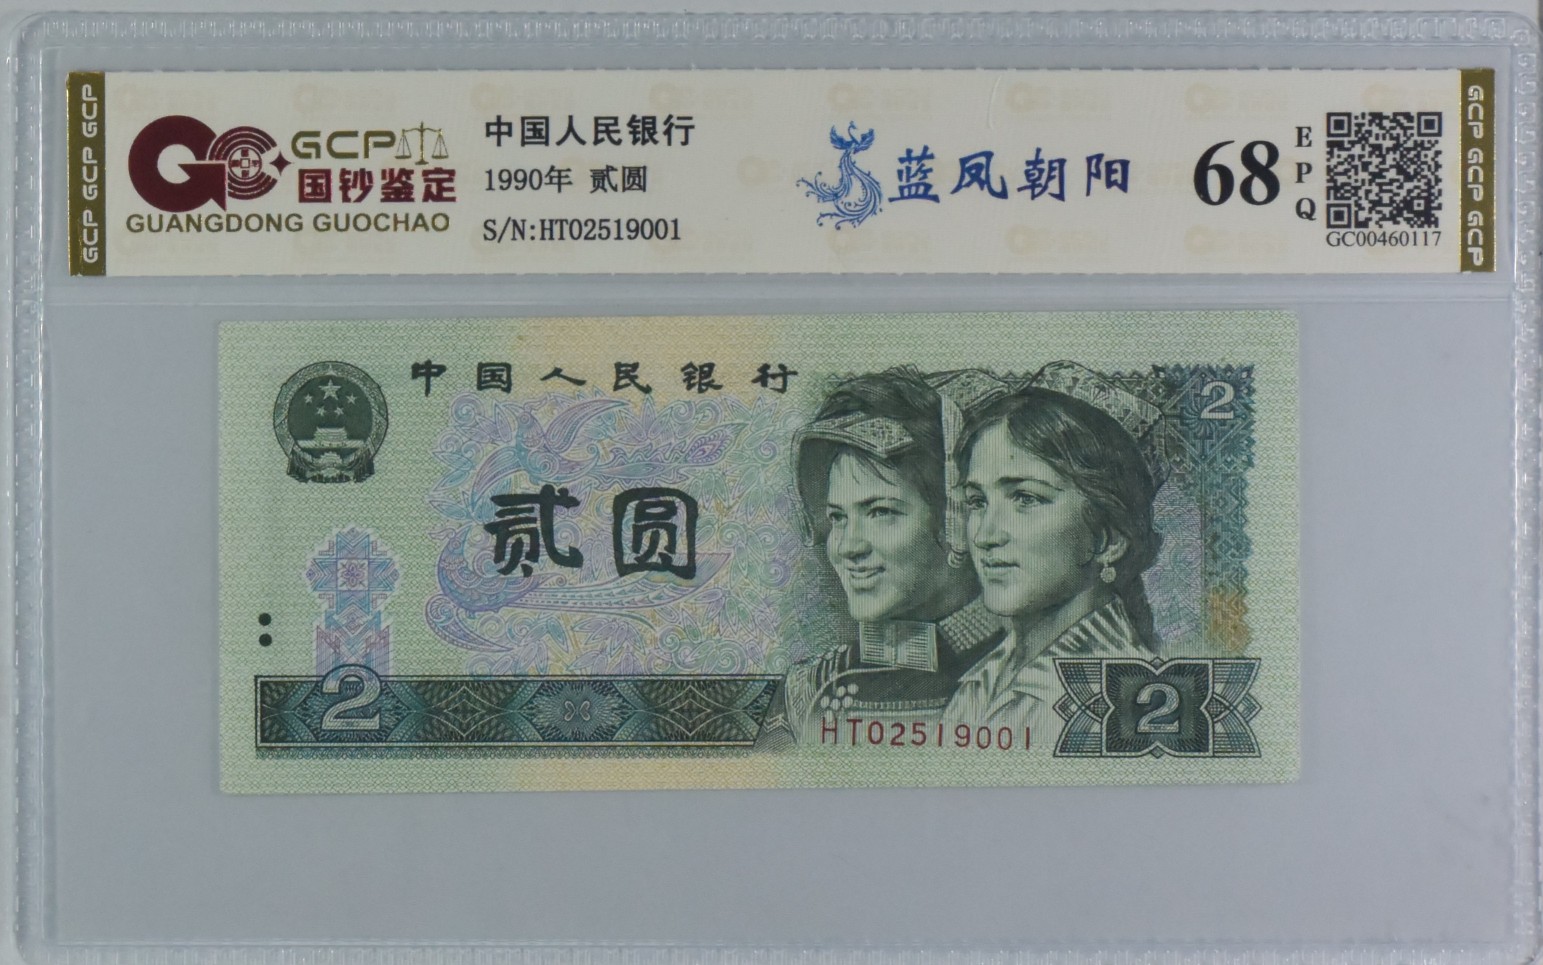 GCP GCP GCP
GCP
国钞鉴定
GUANGDONG GUOCHAO
中国人民银行
1990年 贰圆
S/N:HT02519001
蓝凤朝阳
68
EPQ
GC00460117
GCP GCP GCP
中国人民银行
2
贰圆
2
HT02519001
2